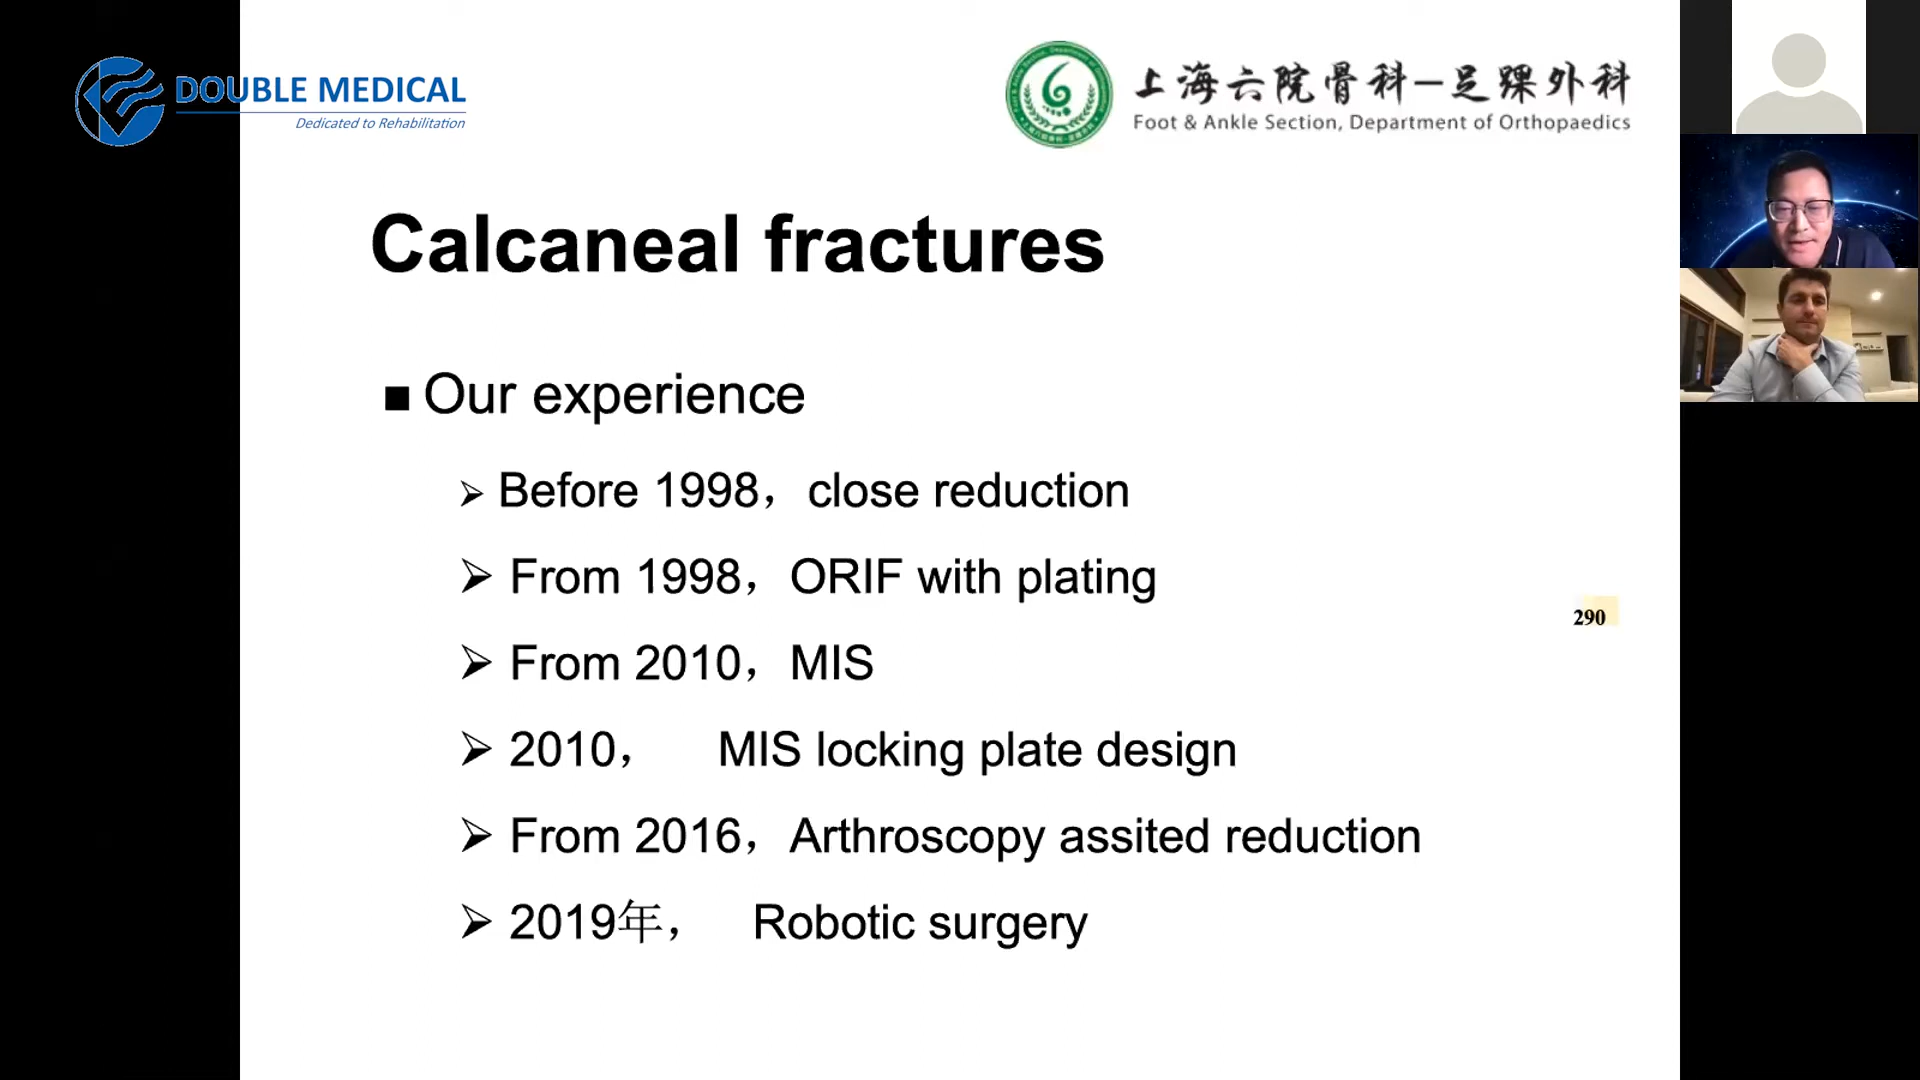 DOUBLE MEDICAL
Dedicated to Rehabilitation
上海六院骨科–足踝外科
Foot & Ankle Section, Department of Orthopaedics
Calcaneal fractures
■ Our experience
➢ Before 1998，close reduction
➢ From 1998，ORIF with plating
➢ From 2010，MIS
➢ 2010， MIS locking plate design
➢ From 2016，Arthroscopy assited reduction
➢ 2019年， Robotic surgery
290